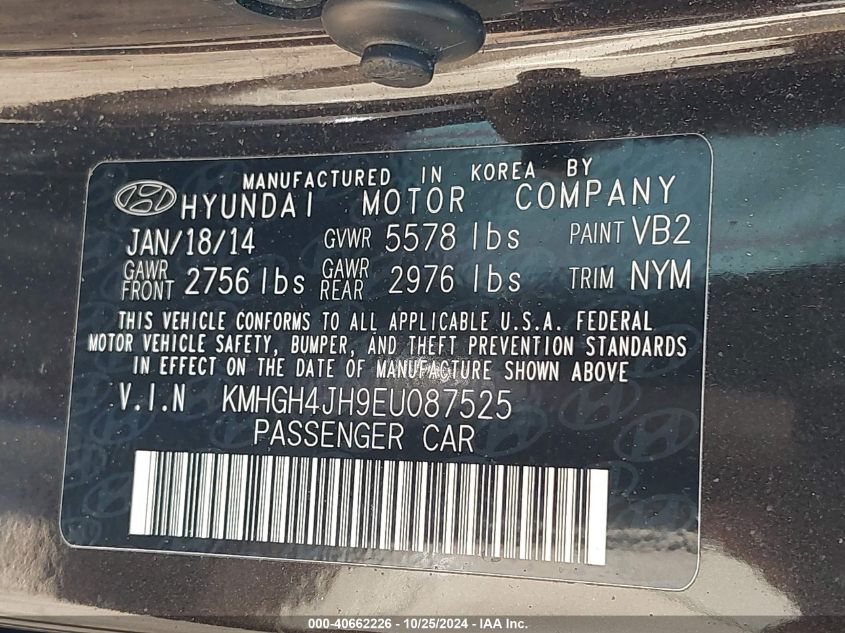 MANUFACTURED IN KOREA BY
HYUNDAI MOTOR COMPANY
JAN/18/14 GVWR 5578 lbs PAINT VB2
GAWR FRONT 2756 lbs GAWR REAR 2976 lbs TRIM NYM
THIS VEHICLE CONFORMS TO ALL APPLICABLE U.S.A. FEDERAL
MOTOR VEHICLE SAFETY, BUMPER, AND THEFT PREVENTION STANDARDS
IN EFFECT ON THE DATE OF MANUFACTURE SHOWN ABOVE
V.I.N KMHGH4JH9EU087525
PASSENGER CAR
000-40662226 - 10/25/2024 - IAA Inc.